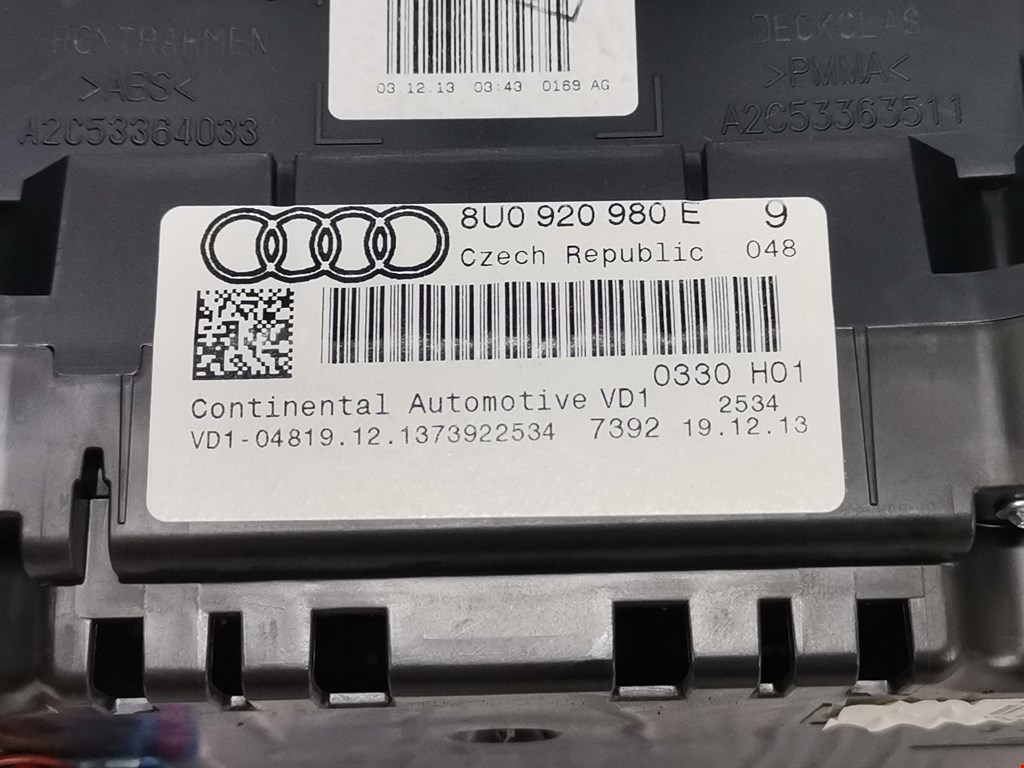 FRONTRAHMEN
>ABS<
A2C53364033
03.12.13 03:43 0169 AG
DECKGLAS
>PMMA<
A2C53363511
8U0 920 980 E 9
Czech Republic 048
0330 H01
Continental Automotive VD1 2534
VD1-04819.12.1373922534 7392 19.12.13